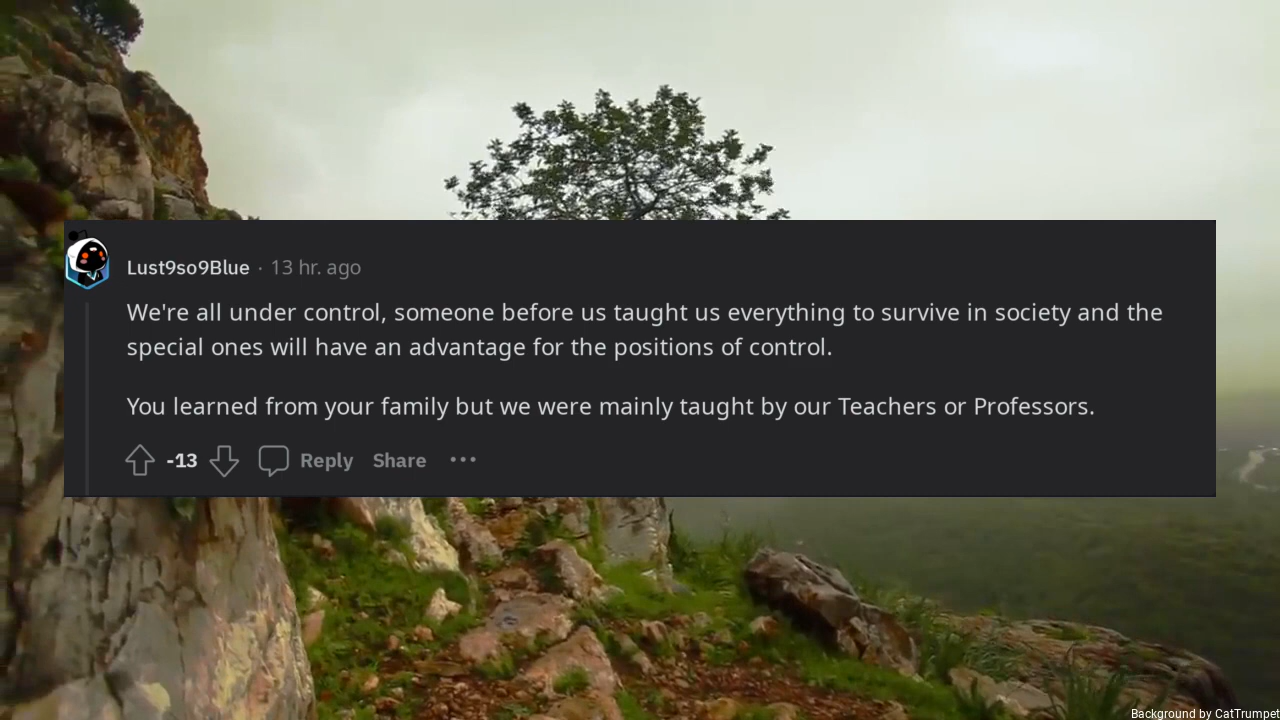 Lust9so9Blue · 13 hr. ago
We're all under control, someone before us taught us everything to survive in society and the
special ones will have an advantage for the positions of control.
You learned from your family but we were mainly taught by our Teachers or Professors.
-13 Reply Share ···
Background by CatTrumpet